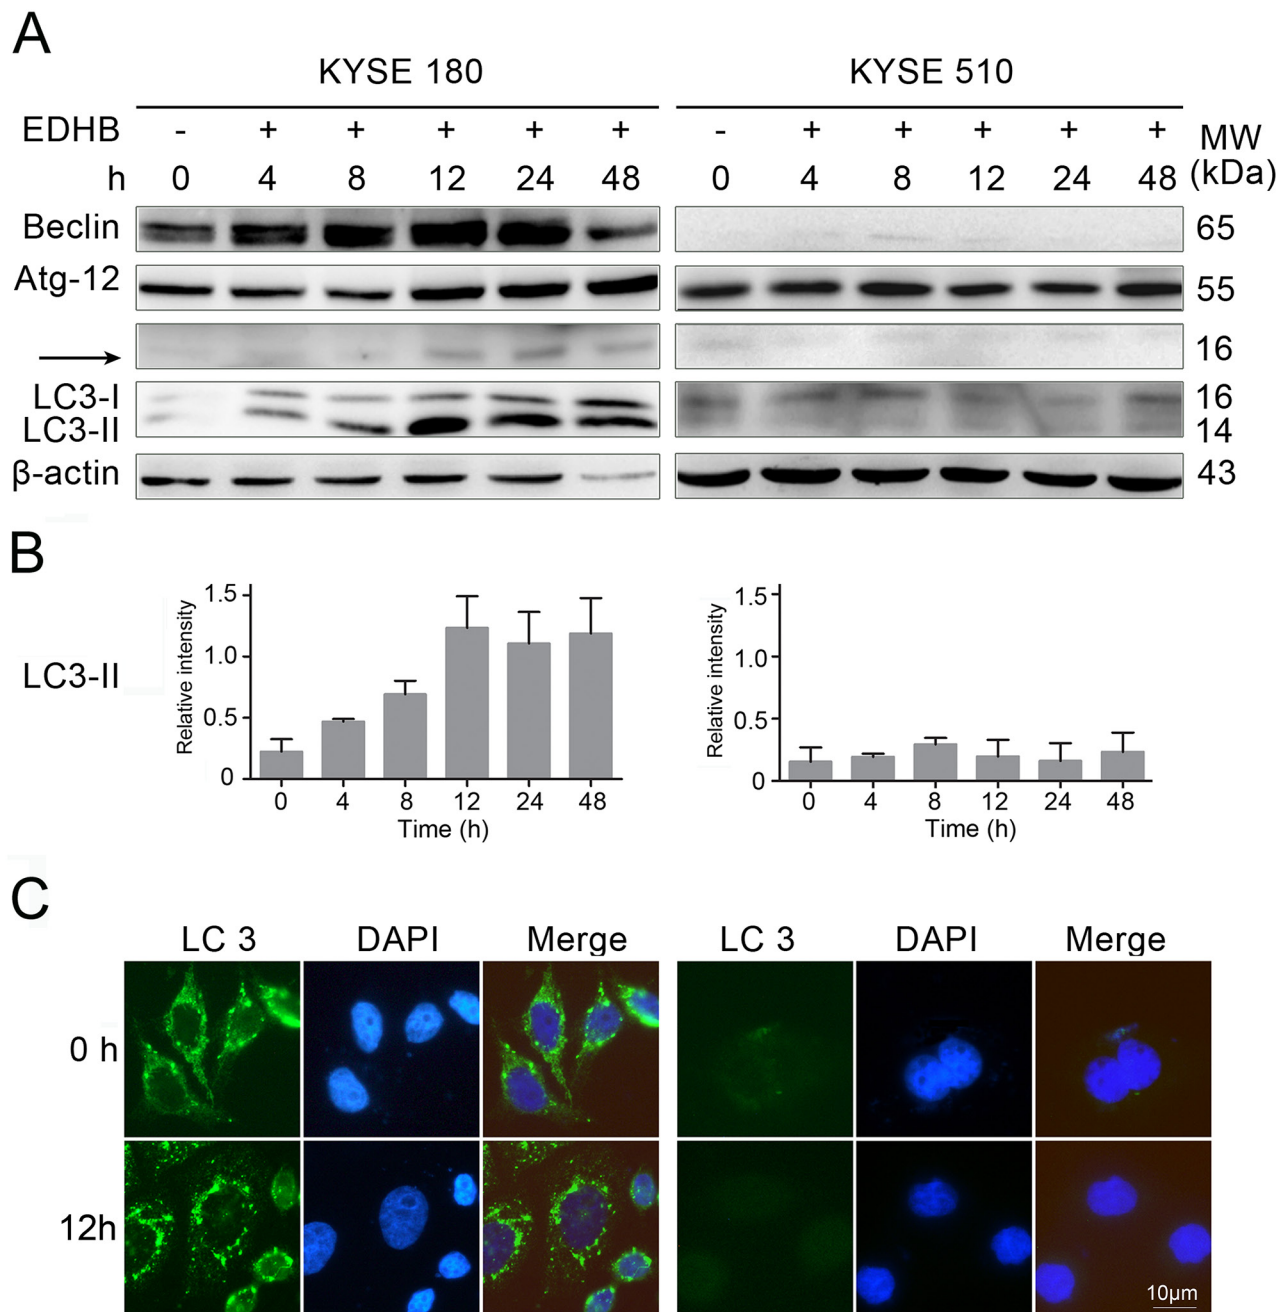 A
KYSE 180 KYSE 510
EDHB - + + + + + - + + + + + MW
h 0 4 8 12 24 48 0 4 8 12 24 48 (kDa)
Beclin 65
Atg-12 55
16
LC3-I 16
LC3-II 14
β-actin 43
B
LC3-II
Relative intensity
1.5
1.0
0.5
0
0 4 8 12 24 48
Time (h)
Relative intensity
1.5
1.0
0.5
0
0 4 8 12 24 48
Time (h)
C
LC 3 DAPI Merge LC 3 DAPI Merge
0 h
12h
10μm